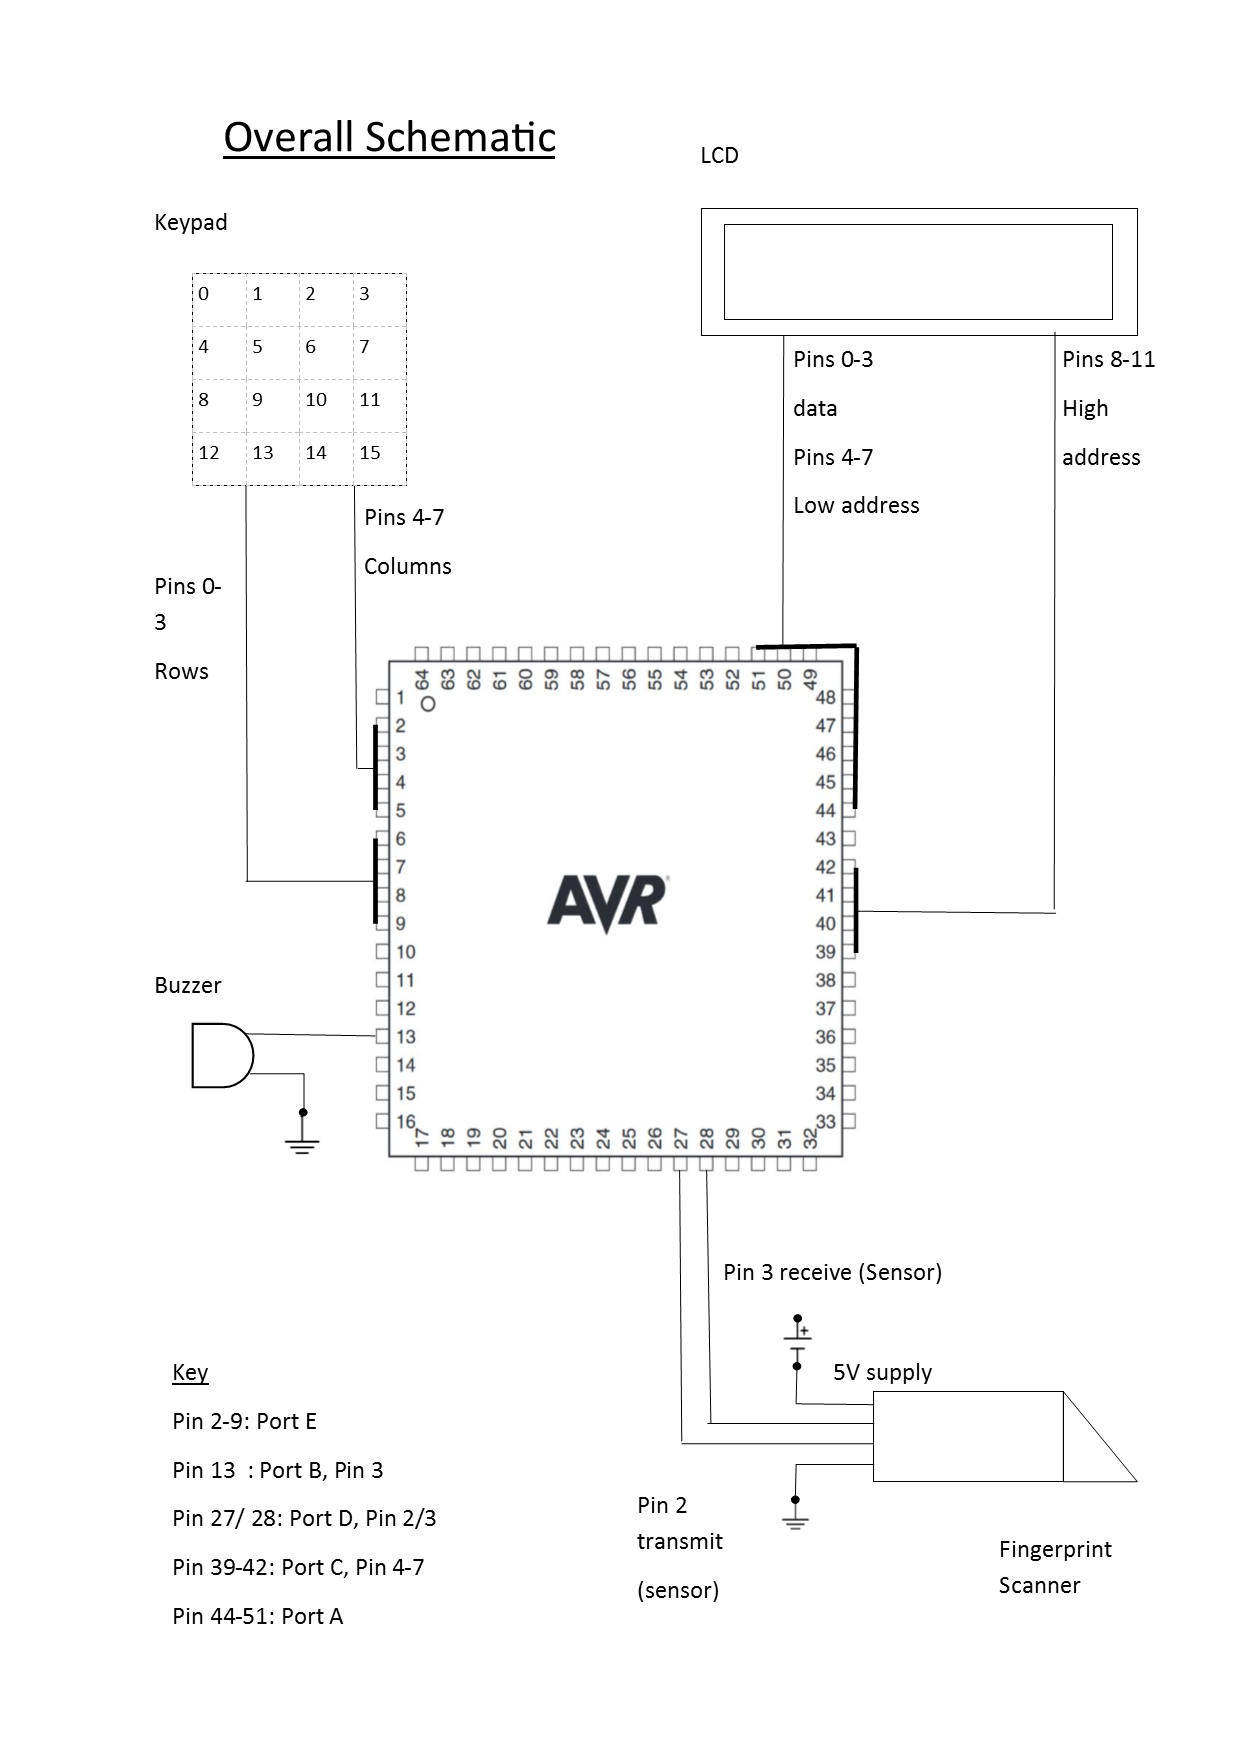 Overall Schematic
LCD
Keypad
0 1 2 3
4 5 6 7
8 9 10 11
12 13 14 15
Pins 0-3
data
Pins 4-7
Low address
Pins 8-11
High
address
Pins 4-7
Columns
Pins 0-
3
Rows
64 63 62 61 60 59 58 57 56 55 54 53 52 51 50 49
1
2
3
4
5
6
7
8
9
10
11
12
13
14
15
16
48
47
46
45
44
43
42
41
40
39
38
37
36
35
34
33
AVR
17 18 19 20 21 22 23 24 25 26 27 28 29 30 31 32
Buzzer
Pin 3 receive (Sensor)
+
5V supply
Pin 2
transmit
(sensor)
Fingerprint
Scanner
Key
Pin 2-9: Port E
Pin 13 : Port B, Pin 3
Pin 27/ 28: Port D, Pin 2/3
Pin 39-42: Port C, Pin 4-7
Pin 44-51: Port A